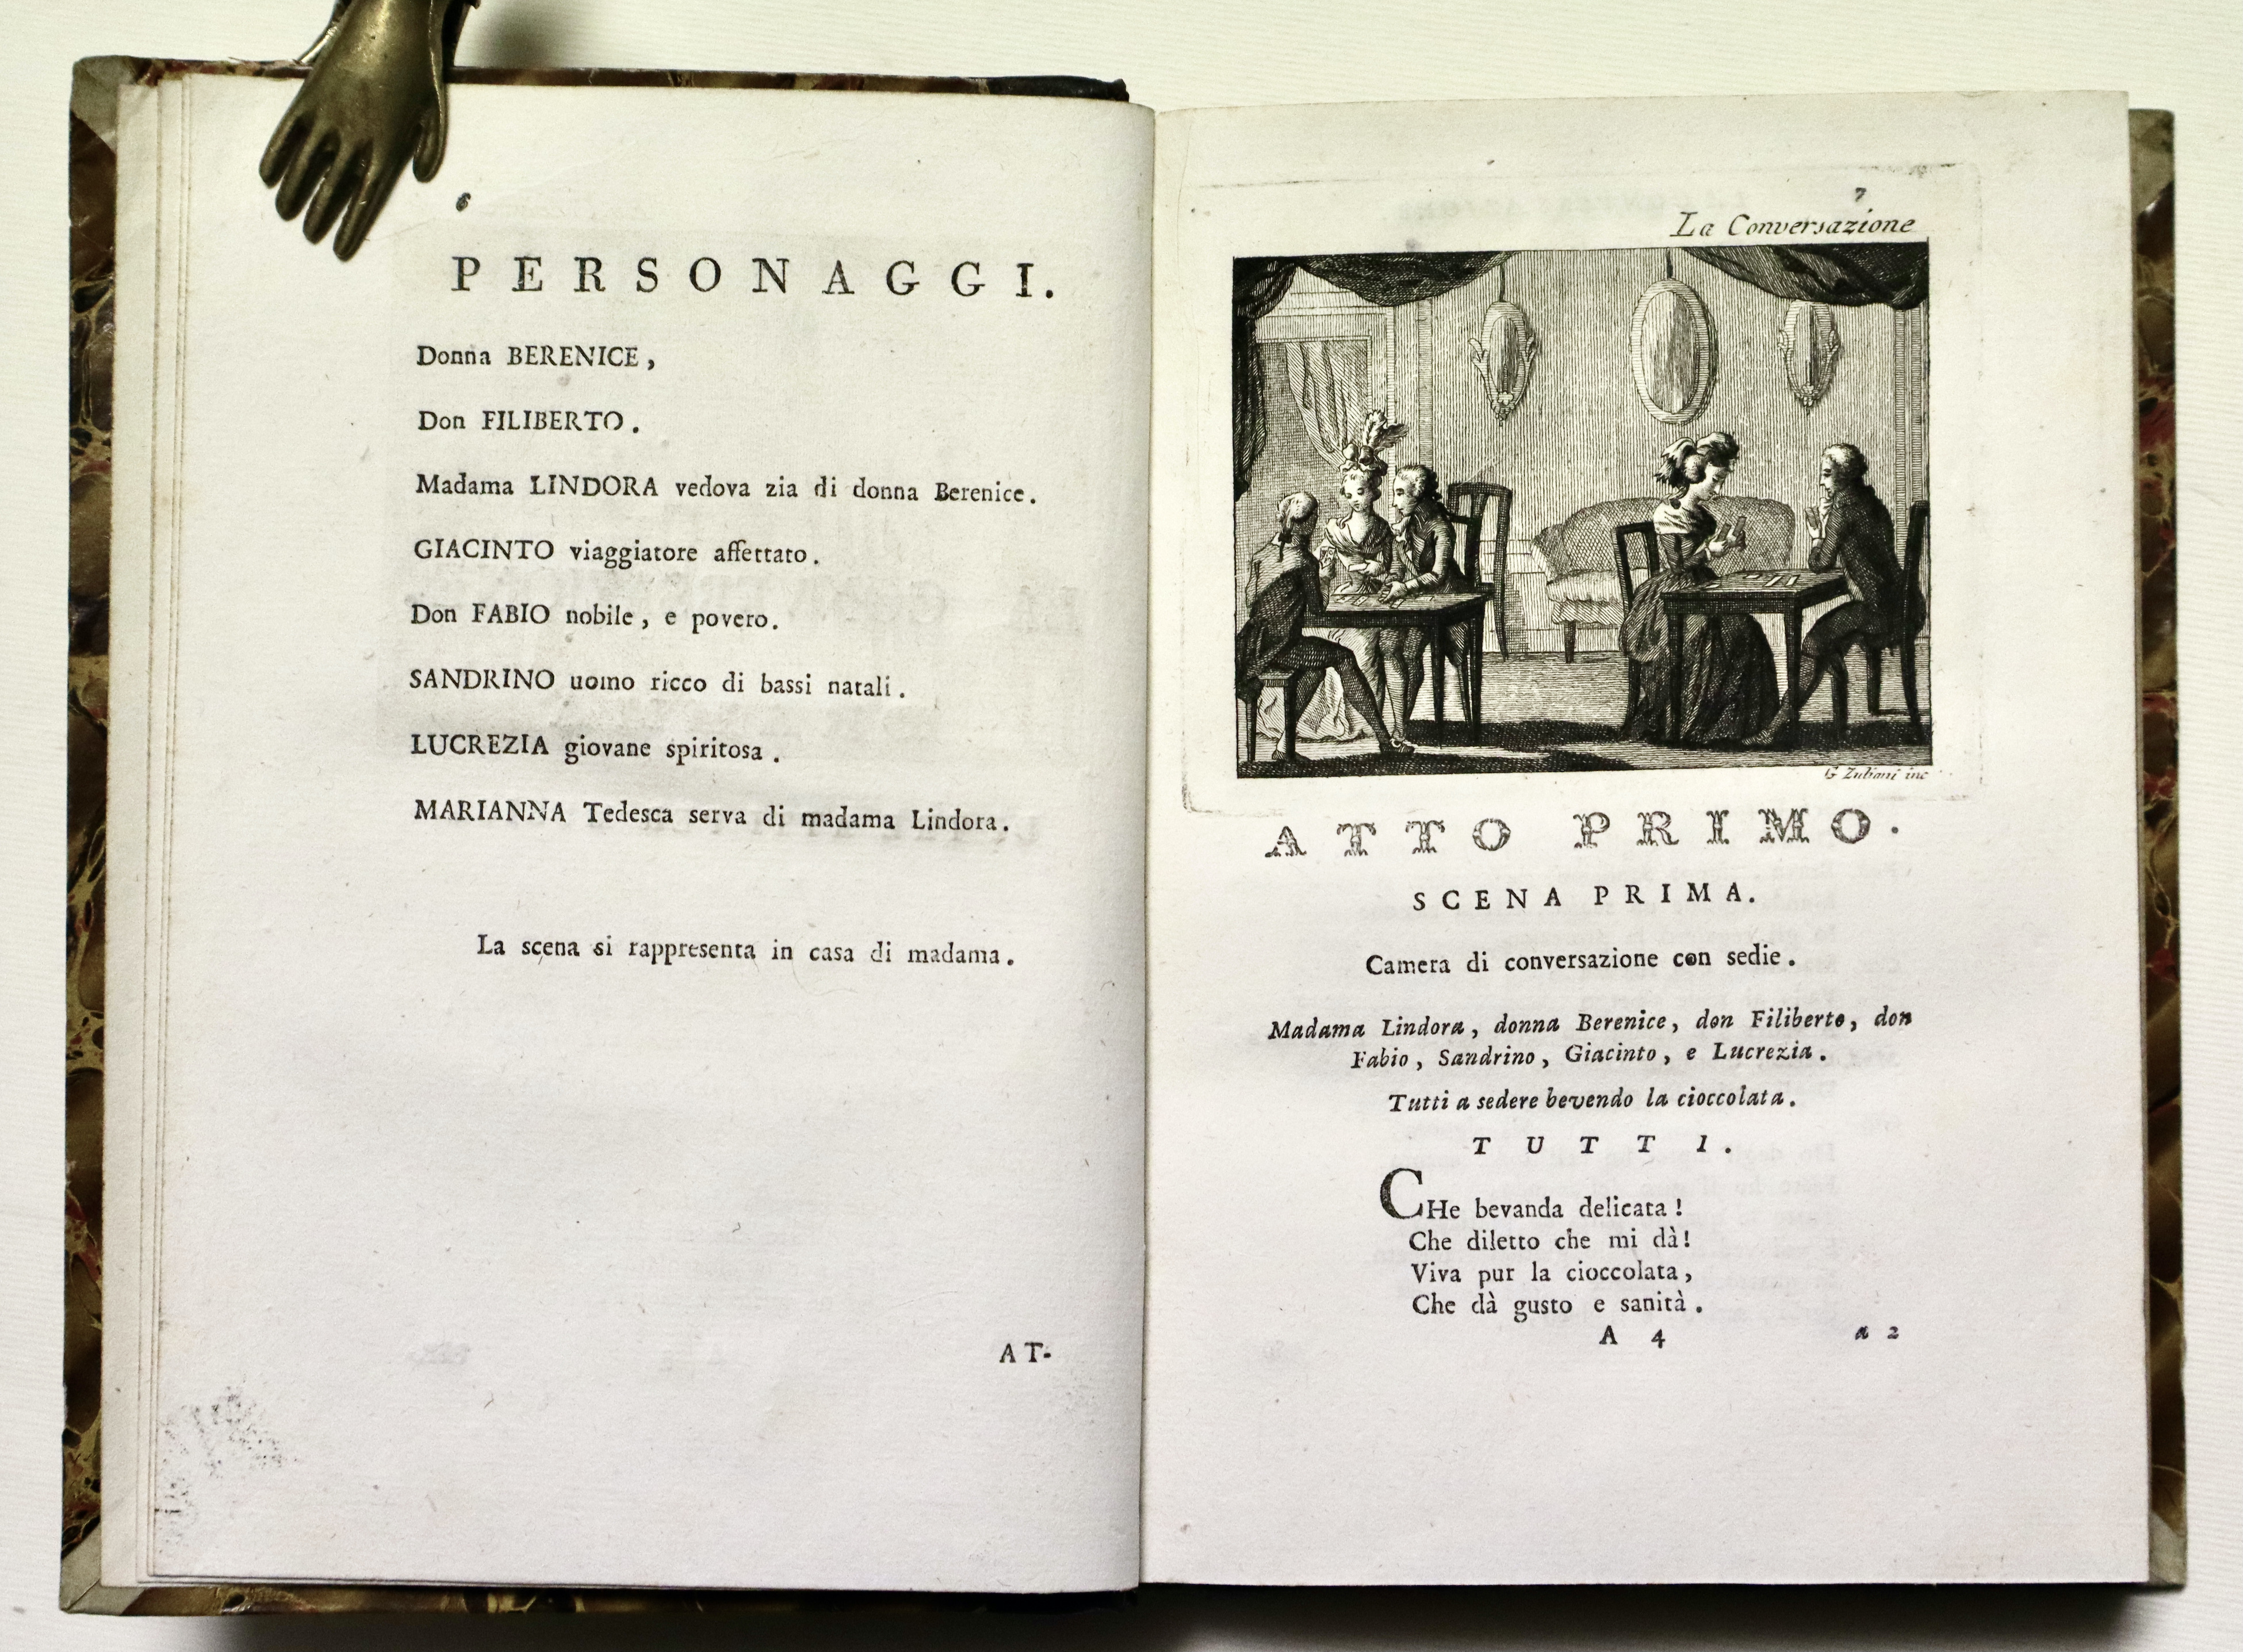 6
PERSONAGGI.
Donna BERENICE,
Don FILIBERTO.
Madama LINDORA vedova zia di donna Berenice.
GIACINTO viaggiatore affettato.
Don FABIO nobile, e povero.
SANDRINO uomo ricco di bassi natali.
LUCREZIA giovane spiritosa.
MARIANNA Tedesca serva di madama Lindora.
La scena si rappresenta in casa di madama.
AT-
7
La Conversazione
G Zuliani inc
ATTO PRIMO.
SCENA PRIMA.
Camera di conversazione con sedie.
Madama Lindora, donna Berenice, don Filiberto, don
Fabio, Sandrino, Giacinto, e Lucrezia.
Tutti a sedere bevendo la cioccolata.
TUTTI.
CHe bevanda delicata!
Che diletto che mi dà!
Viva pur la cioccolata,
Che dà gusto e sanità.
A 4 a 2